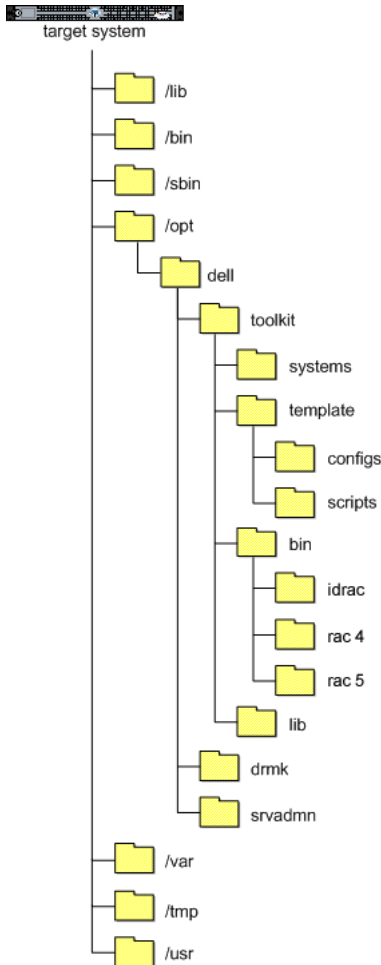 target system
/lib
/bin
/sbin
/opt
dell
toolkit
systems
template
configs
scripts
bin
idrac
rac 4
rac 5
lib
drmk
srvadmn
/var
/tmp
/usr